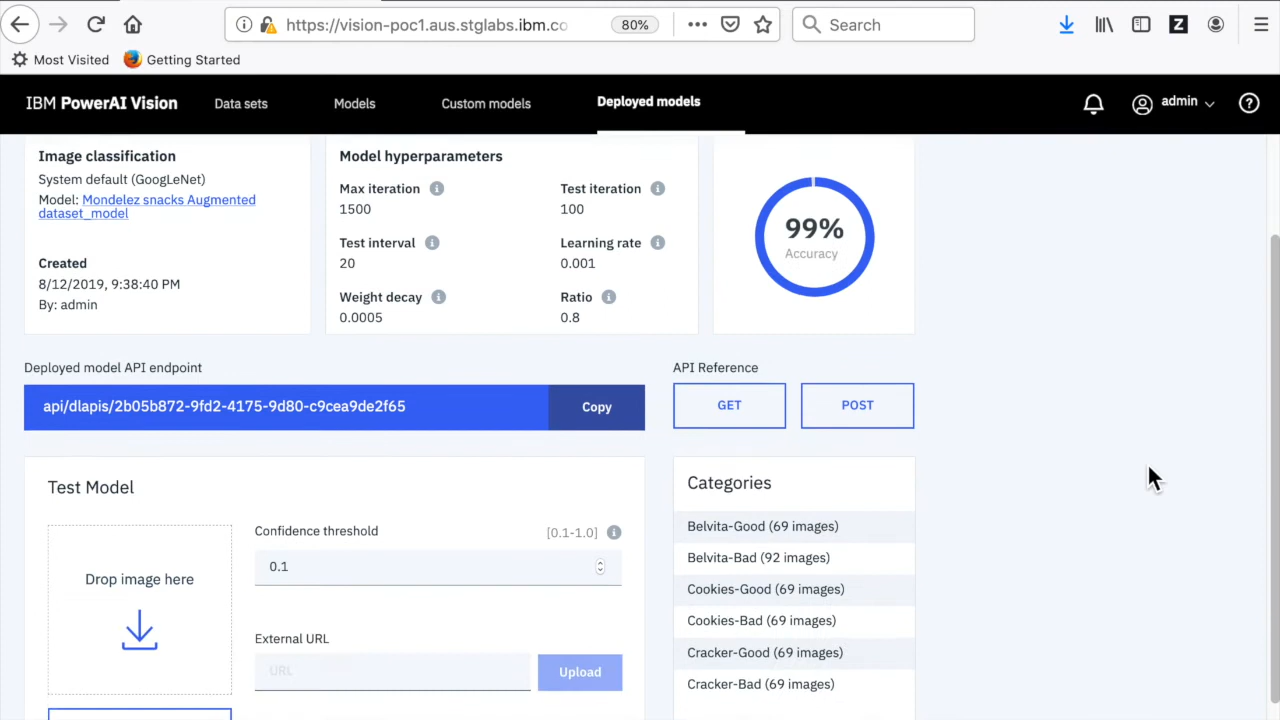 https://vision-poc1.aus.stglabs.ibm.co
80%
Search
Z
Most Visited
Getting Started
IBM PowerAI Vision
Data sets
Models
Custom models
Deployed models
admin
?
Image classification
System default (GoogLeNet)
Model: Mondelez snacks Augmented
dataset_model
Created
8/12/2019, 9:38:40 PM
By: admin
Model hyperparameters
Max iteration
1500
Test iteration
100
Test interval
20
Learning rate
0.001
Weight decay
0.0005
Ratio
0.8
99%
Accuracy
Deployed model API endpoint
api/dlapis/2b05b872-9fd2-4175-9d80-c9cea9de2f65
Copy
API Reference
GET
POST
Test Model
Drop image here
Confidence threshold
[0.1-1.0]
0.1
External URL
URL
Upload
Categories
Belvita-Good (69 images)
Belvita-Bad (92 images)
Cookies-Good (69 images)
Cookies-Bad (69 images)
Cracker-Good (69 images)
Cracker-Bad (69 images)